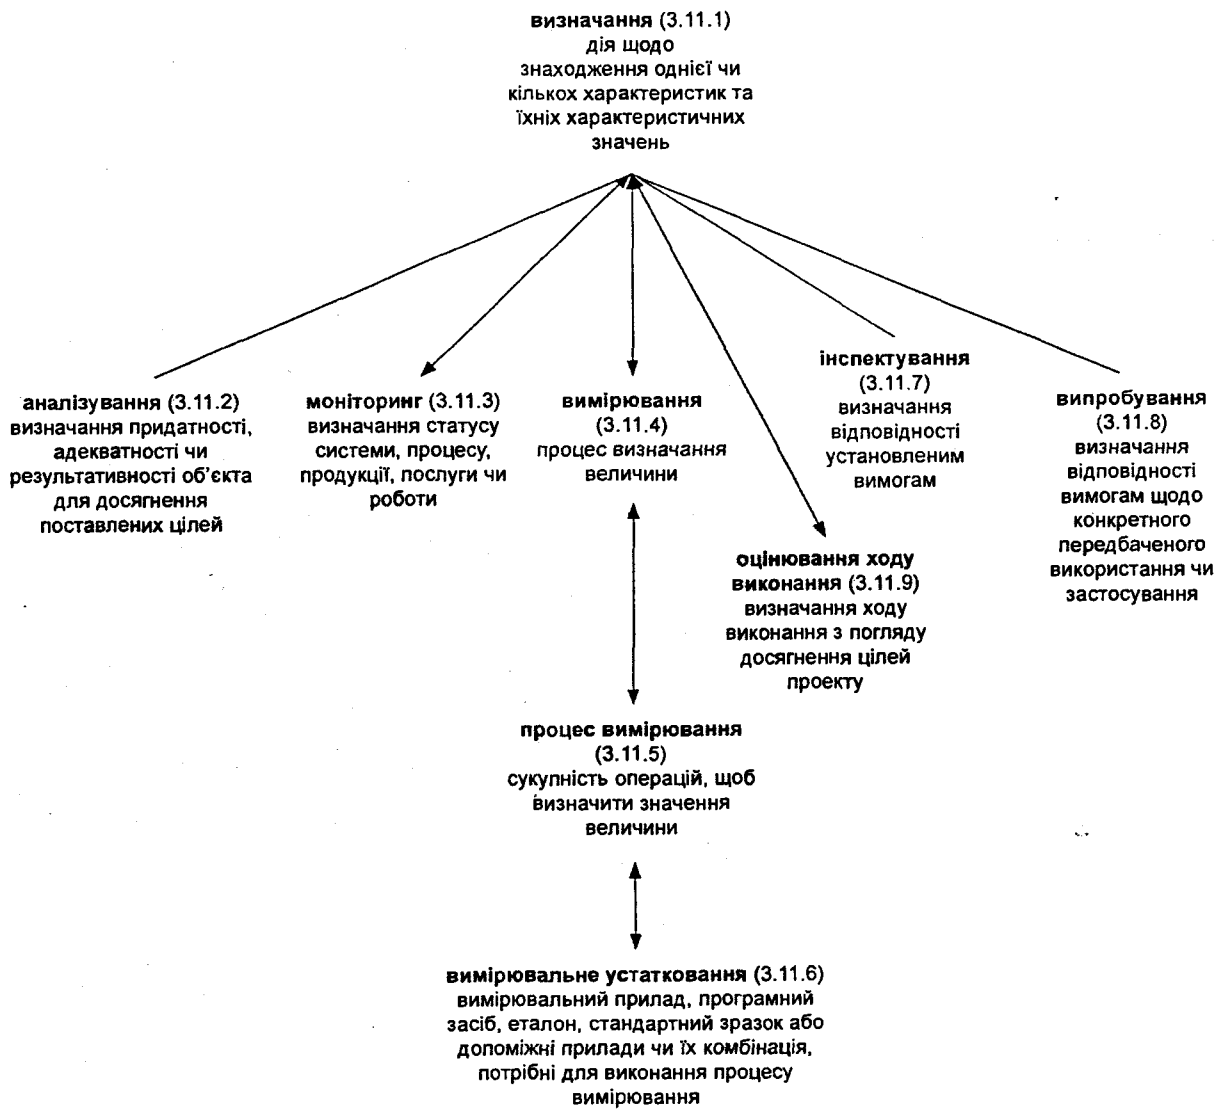 визначання (3.11.1)
дія щодо
знаходження однієї чи
кількох характеристик та
їхніх характеристичних
значень
аналізування (3.11.2)
визначання придатності,
адекватності чи
результативності об'єкта
для досягнення
поставлених цілей
моніторинг (3.11.3)
визначання статусу
системи, процесу,
продукції, послуги чи
роботи
вимірювання
(3.11.4)
процес визначання
величини
інспектування
(3.11.7)
визначання
відповідності
установленим
вимогам
випробування
(3.11.8)
визначання
відповідності
вимогам щодо
конкретного
передбаченого
використання чи
застосування
оцінювання ходу
виконання (3.11.9)
визначання ходу
виконання з погляду
досягнення цілей
проекту
процес вимірювання
(3.11.5)
сукупність операцій, щоб
визначити значення
величини
вимірювальне устатковання (3.11.6)
вимірювальний прилад, програмний
засіб, еталон, стандартний зразок або
допоміжні прилади чи їх комбінація,
потрібні для виконання процесу
вимірювання